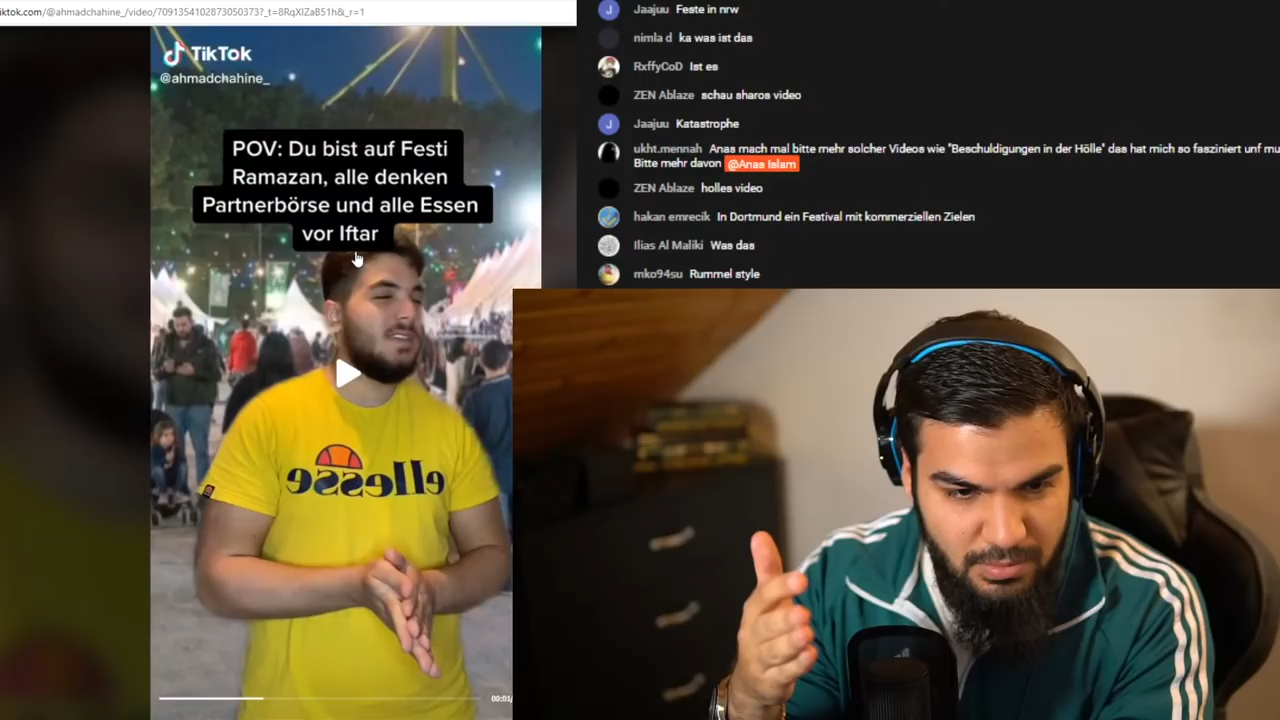 iktok.com/@ahmadchahine_/video/7091354102873050373?_t=8RqXIZaB51h&_r=1
TikTok
@ahmadchahine_
POV: Du bist auf Festi
Ramazan, alle denken
Partnerbörse und alle Essen
vor Iftar
ellesse
00:01/
J Jaajuu Feste in nrw
nimla d ka was ist das
RxffyCoD Ist es
ZEN Ablaze schau sharos video
J Jaajuu Katastrophe
ukht.mennah Anas mach mal bitte mehr solcher Videos wie "Beschuldigungen in der Hölle" das hat mich so fasziniert unf mu
Bitte mehr davon @Anas Islam
ZEN Ablaze holles video
hakan emrecik In Dortmund ein Festival mit kommerziellen Zielen
Ilias Al Maliki Was das
mko94su Rummel style